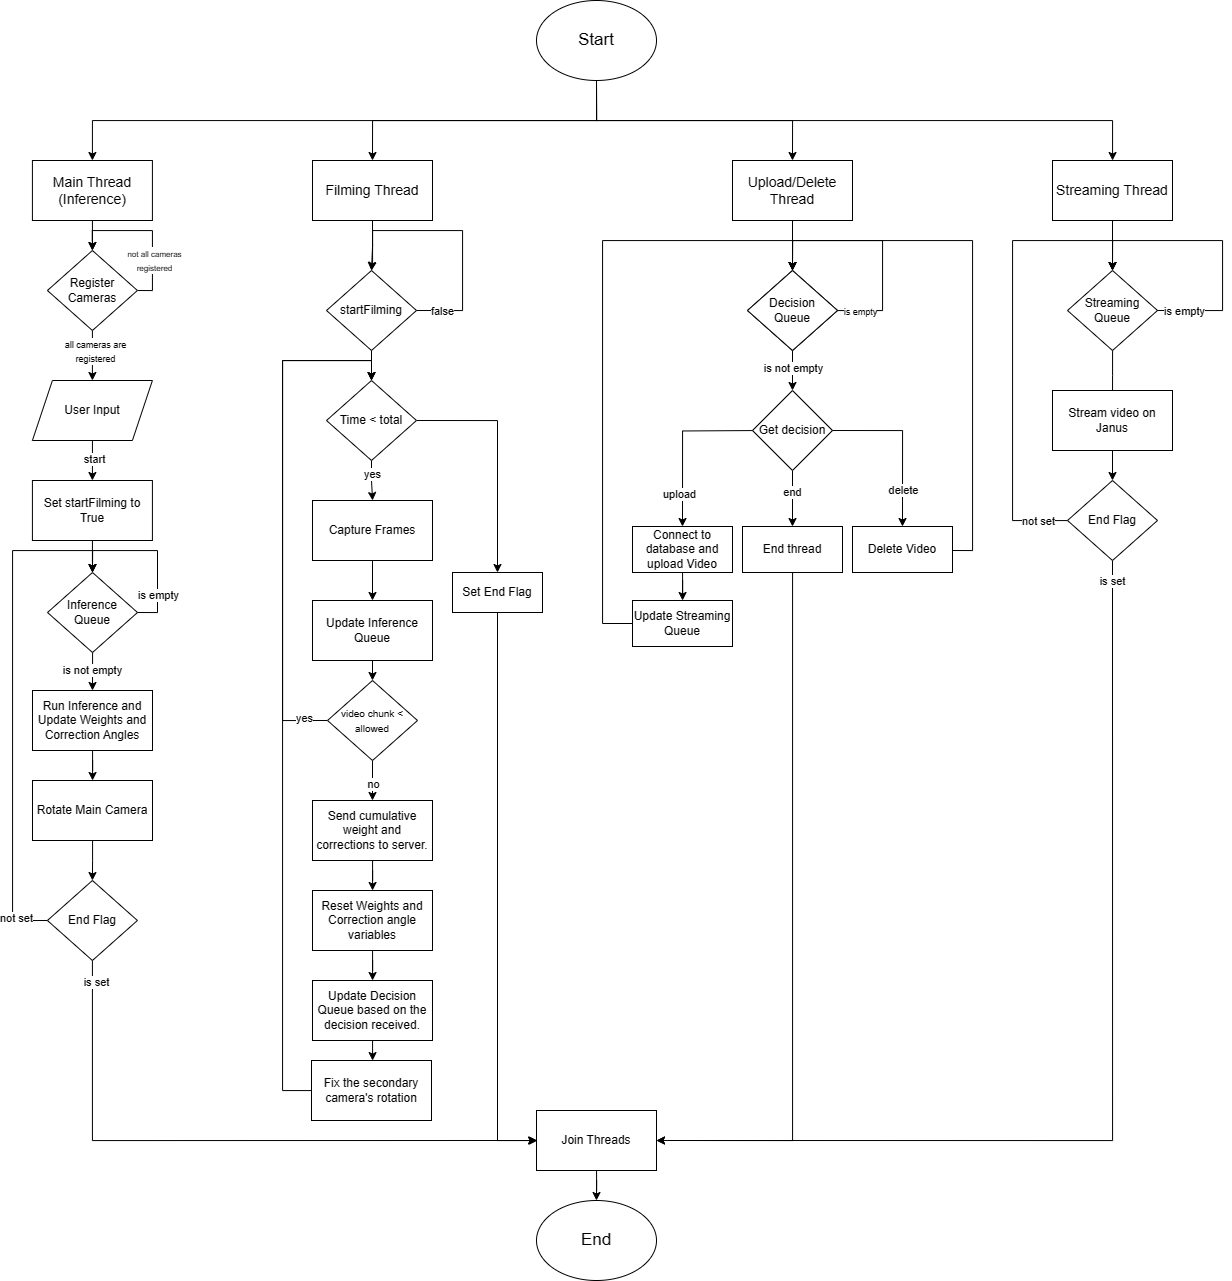 Start
Main Thread
(Inference)
not all cameras
registered
Register
Cameras
all cameras are
registered
User Input
start
Set startFilming to
True
is empty
Inference
Queue
is not empty
Run Inference and
Update Weights and
Correction Angles
Rotate Main Camera
not set
End Flag
is set
Filming Thread
startFilming
false
Time < total
yes
Capture Frames
Set End Flag
Update Inference
Queue
yes
video chunk <
allowed
no
Send cumulative
weight and
corrections to server.
Reset Weights and
Correction angle
variables
Update Decision
Queue based on the
decision received.
Fix the secondary
camera's rotation
Upload/Delete
Thread
Decision
Queue
is empty
is not empty
Get decision
upload
end
delete
Connect to
database and
upload Video
End thread
Delete Video
Update Streaming
Queue
Streaming Thread
Streaming
Queue
is empty
Stream video on
Janus
not set
End Flag
is set
Join Threads
End